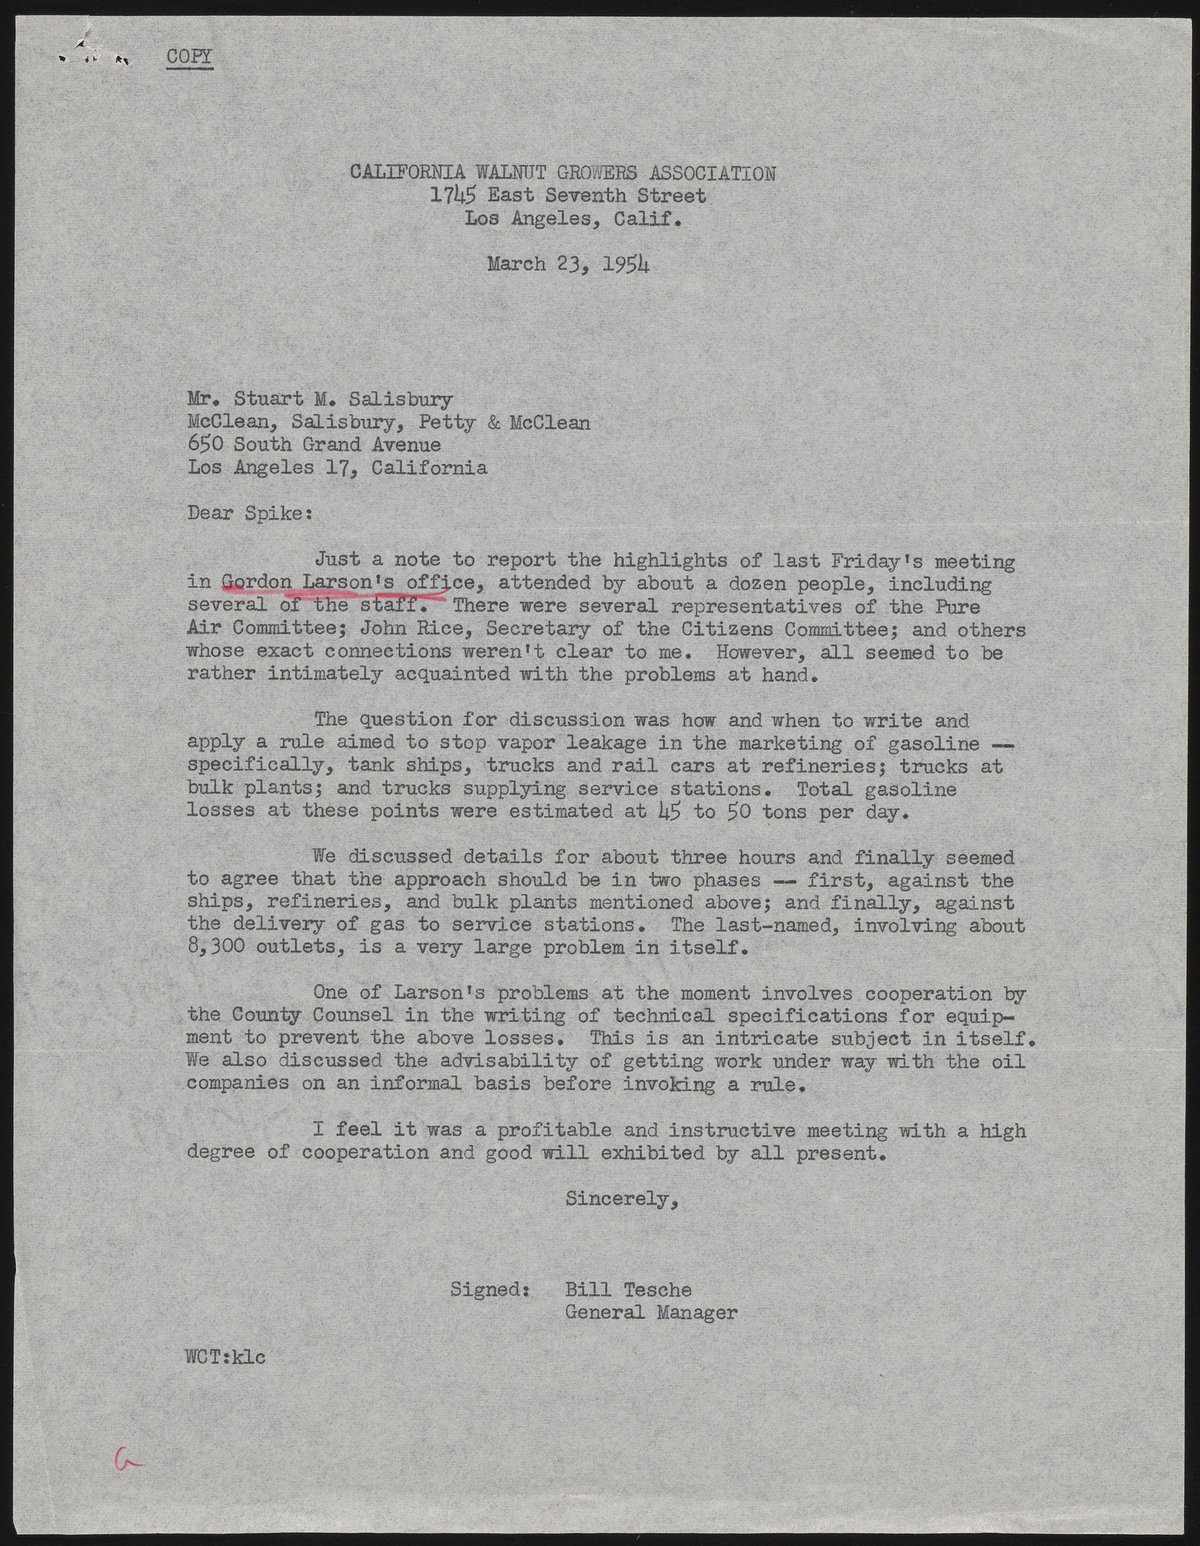 COPY
CALIFORNIA WALNUT GROWERS ASSOCIATION
1745 East Seventh Street
Los Angeles, Calif.
March 23, 1954
Mr. Stuart M. Salisbury
McClean, Salisbury, Petty & McClean
650 South Grand Avenue
Los Angeles 17, California
Dear Spike:
Just a note to report the highlights of last Friday's meeting
in Gordon Larson's office, attended by about a dozen people, including
several of the staff. There were several representatives of the Pure
Air Committee; John Rice, Secretary of the Citizens Committee; and others
whose exact connections weren't clear to me. However, all seemed to be
rather intimately acquainted with the problems at hand.
The question for discussion was how and when to write and
apply a rule aimed to stop vapor leakage in the marketing of gasoline --
specifically, tank ships, trucks and rail cars at refineries; trucks at
bulk plants; and trucks supplying service stations. Total gasoline
losses at these points were estimated at 45 to 50 tons per day.
We discussed details for about three hours and finally seemed
to agree that the approach should be in two phases -- first, against the
ships, refineries, and bulk plants mentioned above; and finally, against
the delivery of gas to service stations. The last-named, involving about
8,300 outlets, is a very large problem in itself.
One of Larson's problems at the moment involves cooperation by
the County Counsel in the writing of technical specifications for equip-
ment to prevent the above losses. This is an intricate subject in itself.
We also discussed the advisability of getting work under way with the oil
companies on an informal basis before invoking a rule.
I feel it was a profitable and instructive meeting with a high
degree of cooperation and good will exhibited by all present.
Sincerely,
Signed: Bill Tesche
General Manager
WCT:klc